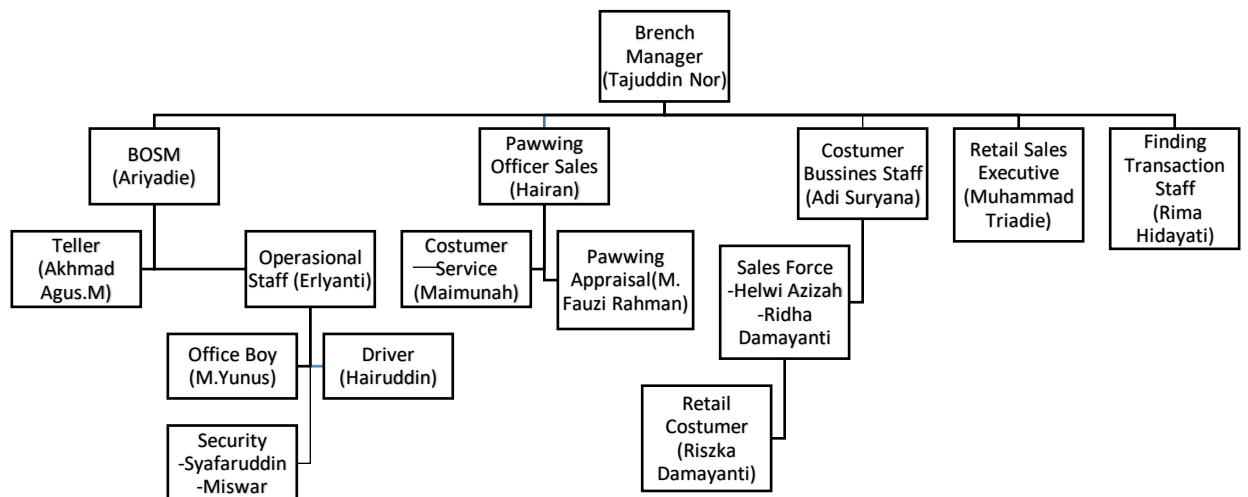 Brench
Manager
(Tajuddin Nor)
BOSM
(Ariyadie)
Pawwing
Officer Sales
(Hairan)
Costumer
Bussines Staff
(Adi Suryana)
Retail Sales
Executive
(Muhammad
Triadie)
Finding
Transaction
Staff
(Rima
Hidayati)
Teller
(Akhmad
Agus.M)
Operasional
Staff (Erlyanti)
Costumer
Service
(Maimunah)
Pawwing
Appraisal(M.
Fauzi Rahman)
Sales Force
-Helwi Azizah
-Ridha
Damayanti
Office Boy
(M.Yunus)
Driver
(Hairuddin)
Retail
Costumer
(Riszka
Damayanti)
Security
-Syafaruddin
-Miswar